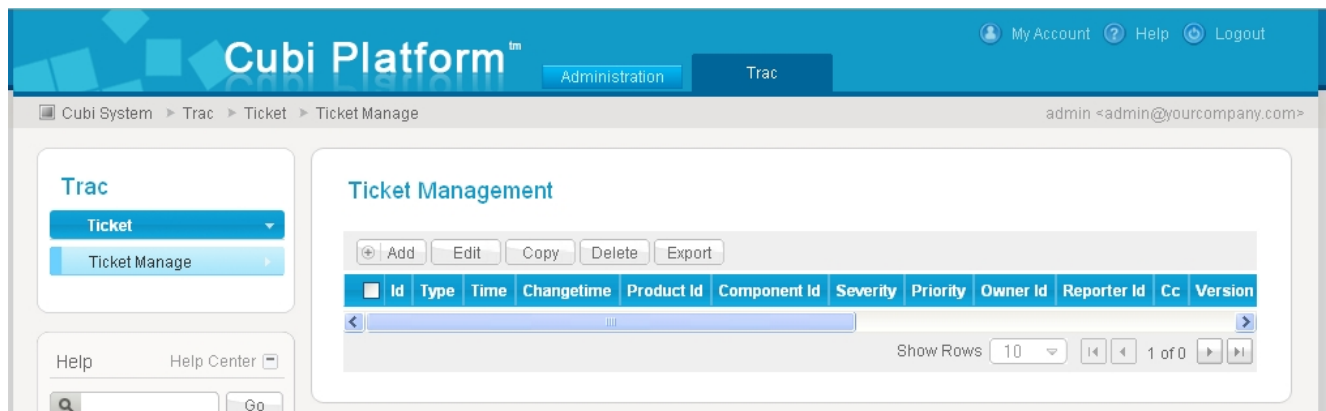 Cubi Platform™
Administration
Trac
My Account
Help
Logout
Cubi System ▸ Trac ▸ Ticket ▸ Ticket Manage
admin <admin@yourcompany.com>
Trac
Ticket
Ticket Manage
Help
Help Center
Go
Ticket Management
Add Edit Copy Delete Export
Id Type Time Changetime Product Id Component Id Severity Priority Owner Id Reporter Id Cc Version
Show Rows 10 1 of 0